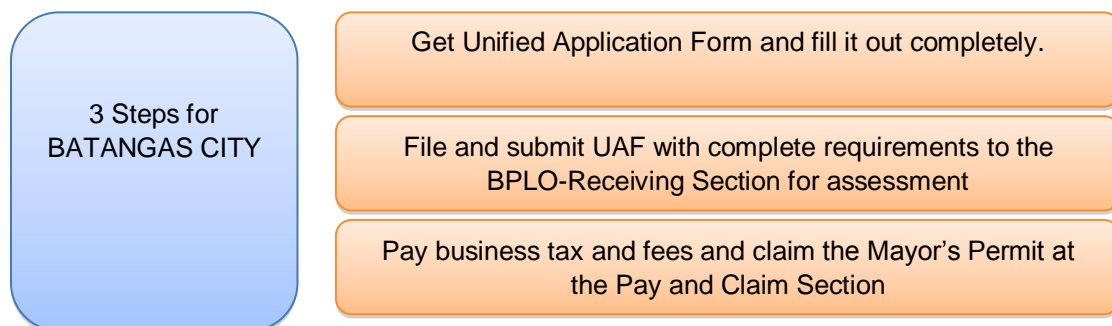 3 Steps for
BATANGAS CITY
Get Unified Application Form and fill it out completely.
File and submit UAF with complete requirements to the
BPLO-Receiving Section for assessment
Pay business tax and fees and claim the Mayor’s Permit at
the Pay and Claim Section